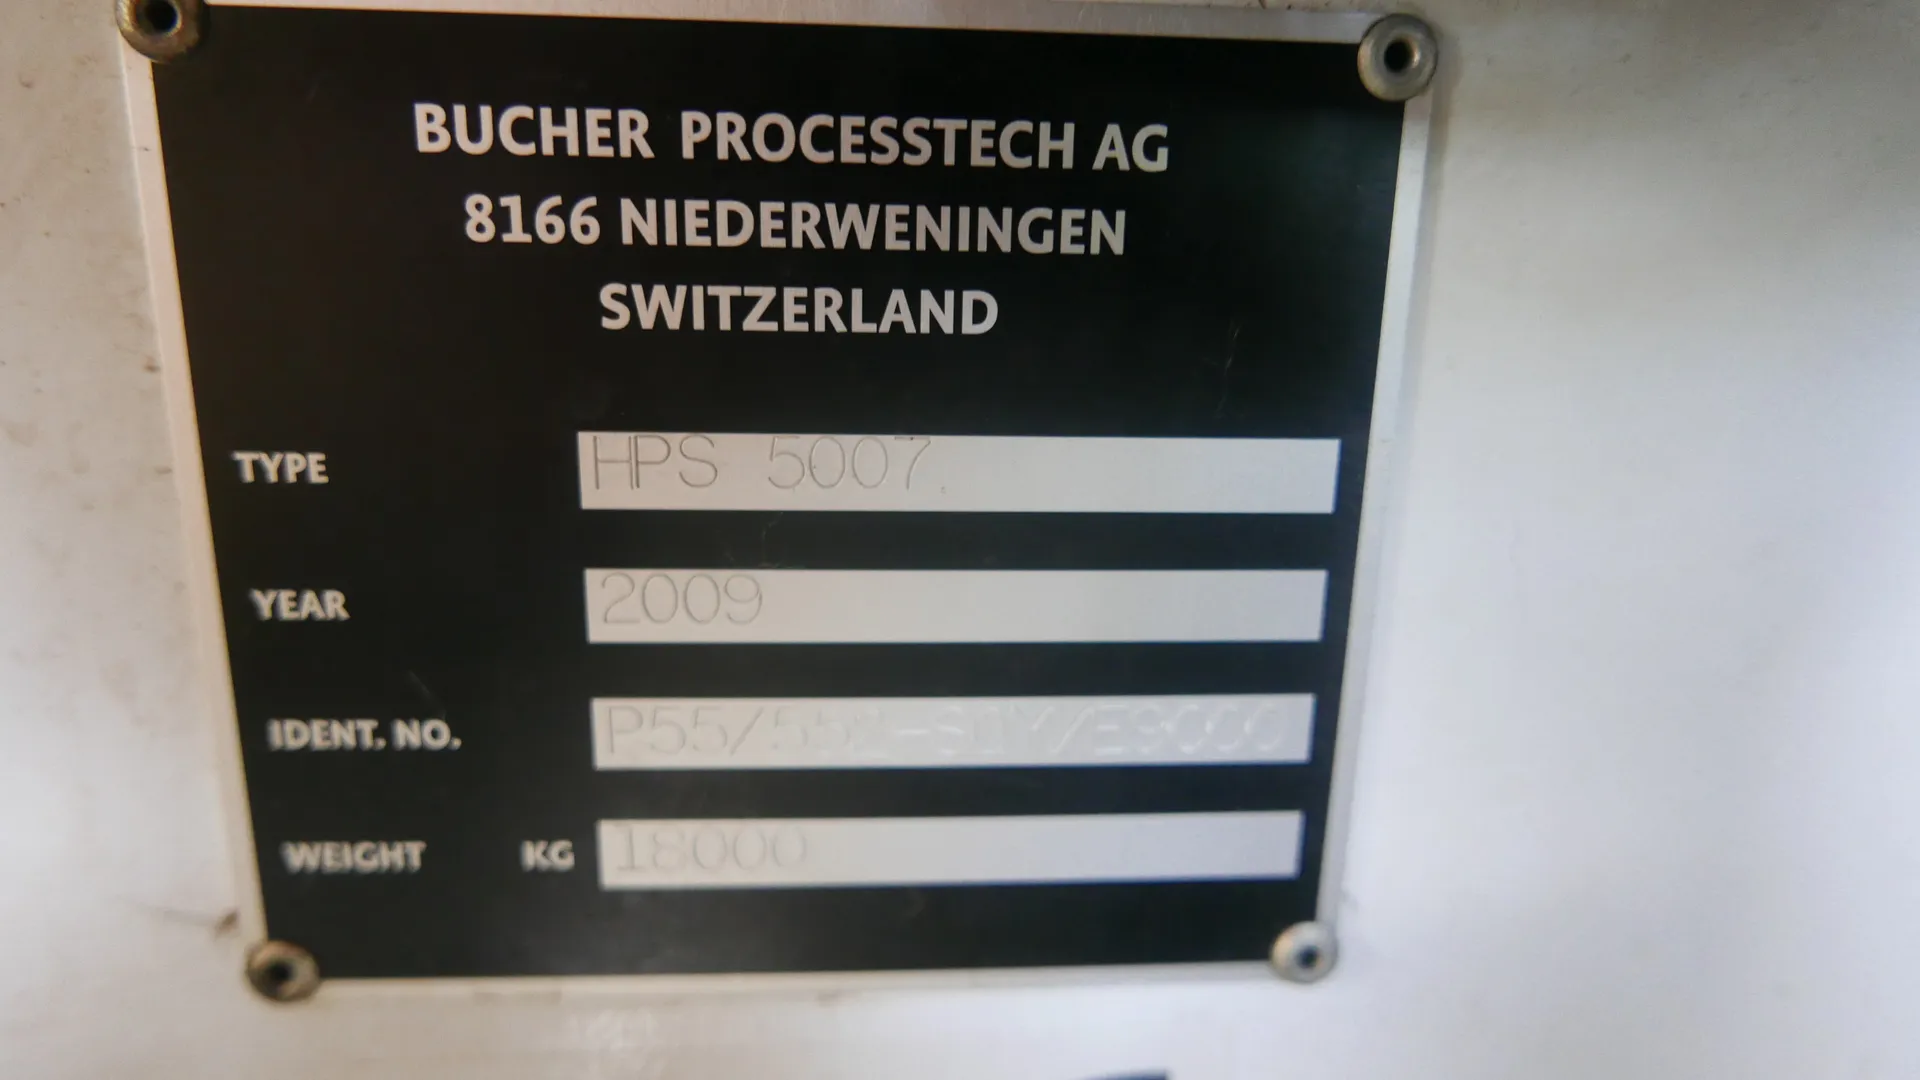 BUCHER PROCESSTECH AG
8166 NIEDERWENINGEN
SWITZERLAND
TYPE HPS 5007
YEAR 2009
IDENT. NO.
WEIGHT KG 18000